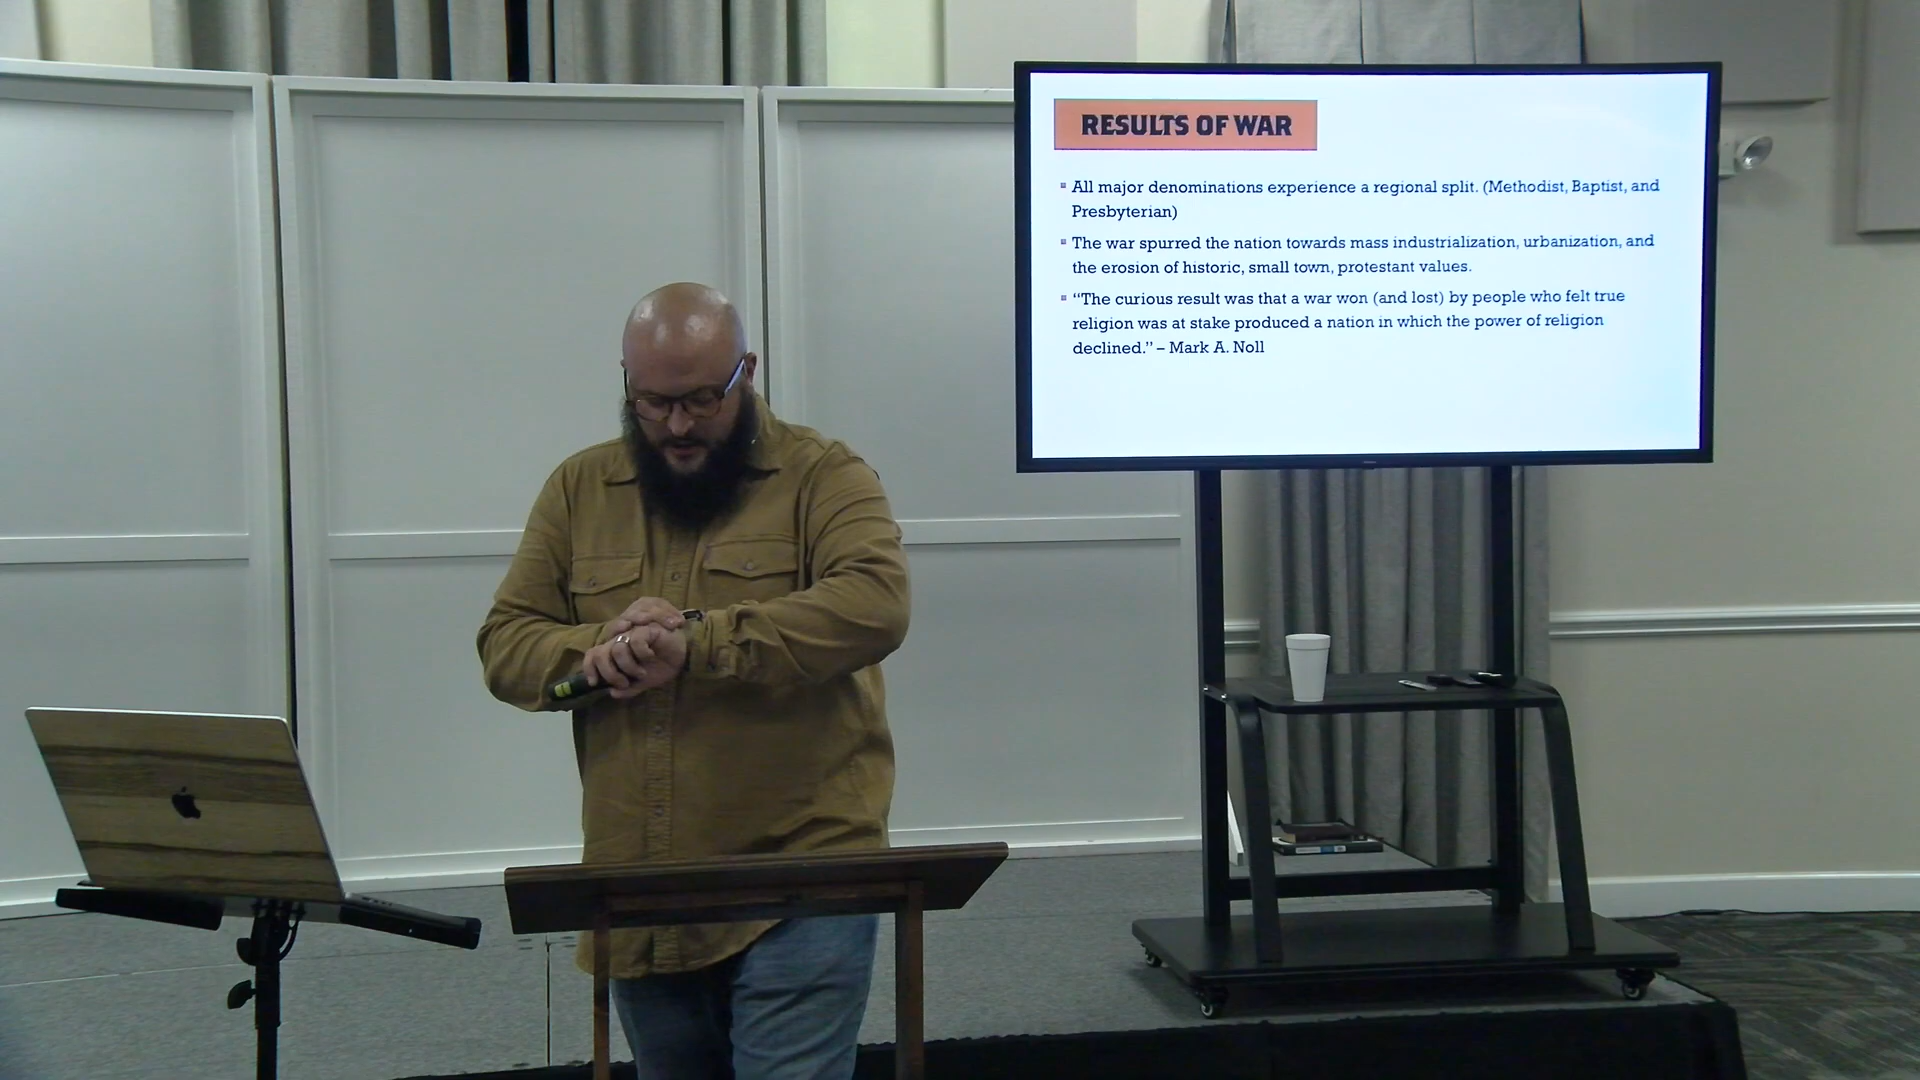 RESULTS OF WAR
All major denominations experience a regional split. (Methodist, Baptist, and
Presbyterian)
The war spurred the nation towards mass industrialization, urbanization, and
the erosion of historic, small town, protestant values.
“The curious result was that a war won (and lost) by people who felt true
religion was at stake produced a nation in which the power of religion
declined.” – Mark A. Noll